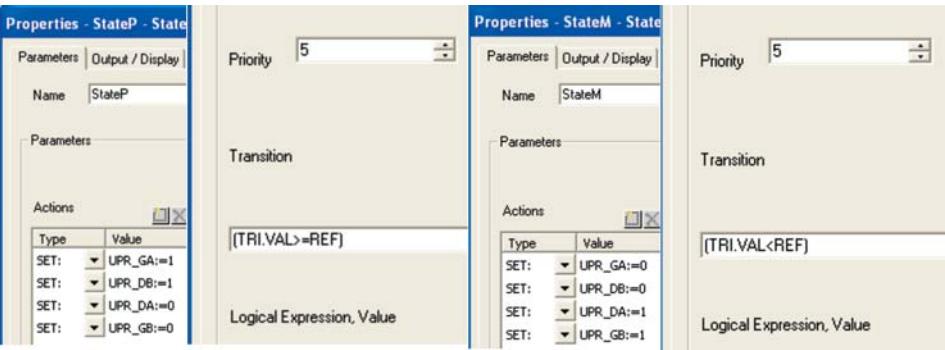 Properties - StateP - State
Parameters Output / Display
Name StateP
Parameters
Actions
Type Value
SET: UPR_GA:=1
SET: UPR_DB:=1
SET: UPR_DA:=0
SET: UPR_GB:=0
Priority 5
Transition
(TRI.VAL>=REF)
Logical Expression, Value
Properties - StateM - State
Parameters Output / Display
Name StateM
Parameters
Actions
Type Value
SET: UPR_GA:=0
SET: UPR_DB:=0
SET: UPR_DA:=1
SET: UPR_GB:=1
Priority 5
Transition
(TRI.VAL<REF)
Logical Expression, Value